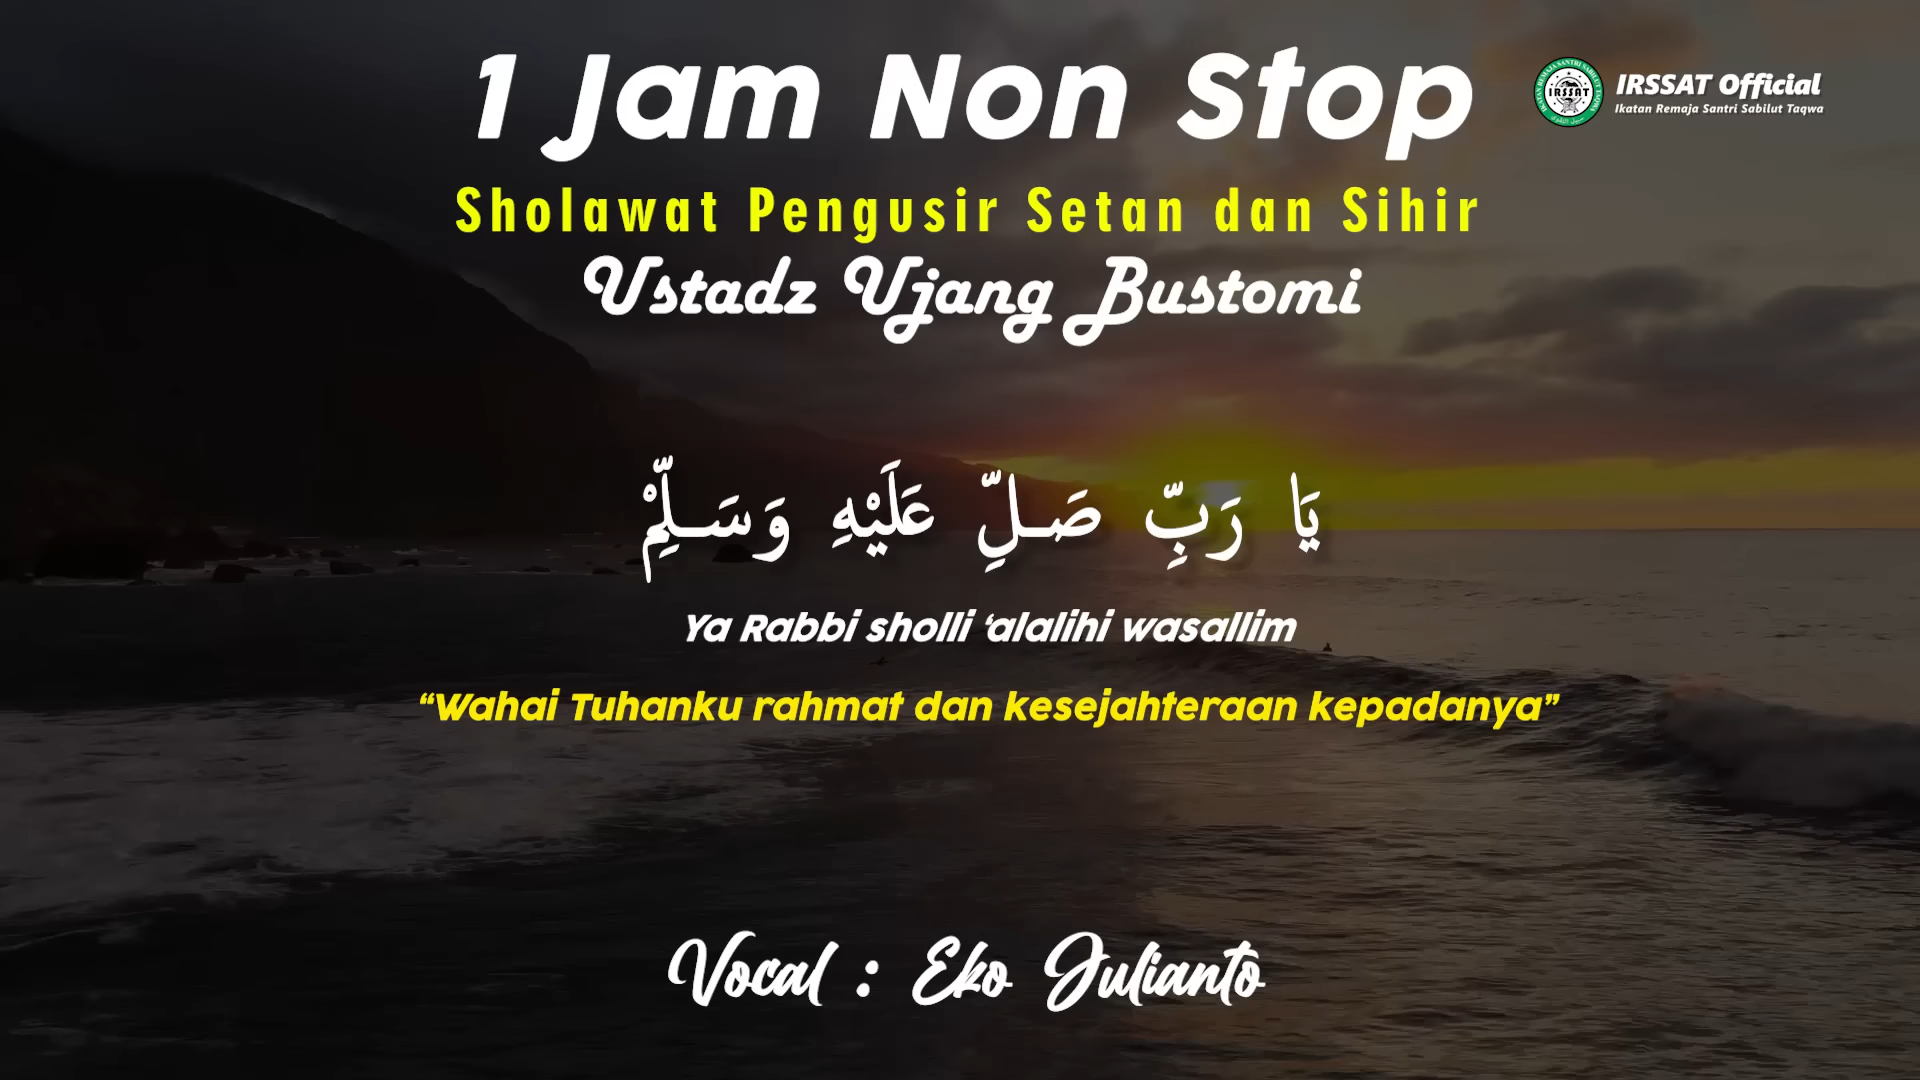 1 Jam Non Stop
IRSSAT Official
Ikatan Remaja Santri Sabilut Taqwa
IRSSAT
Sholawat Pengusir Setan dan Sihir
Ustadz Ujang Bustomi
يَا رَبِّ صَلِّ عَلَيْهِ وَسَلِّمْ
Ya Rabbi sholli ‘alalihi wasallim
“Wahai Tuhanku rahmat dan kesejahteraan kepadanya”
Vocal : Eko Julianto